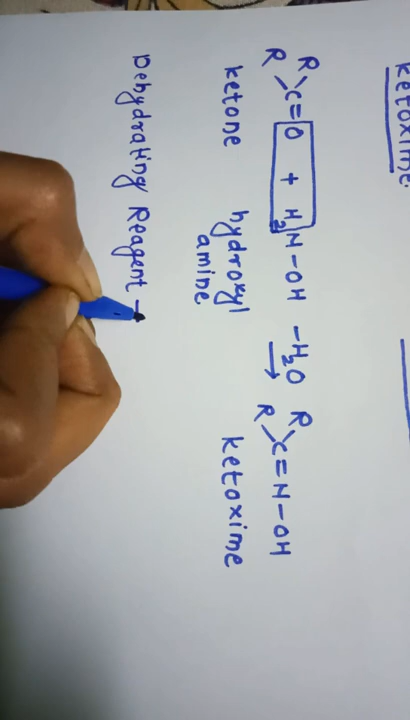 ketoxime
R
R C=O + H2N-OH -H2O → R
R C=N-OH
ketone hydroxyl amine ketoxime
Dehydrating Reagent -